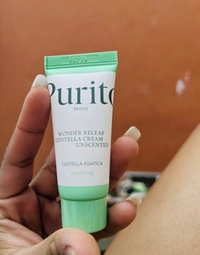 Purito
SEOUL
WONDER RELEAF
CENTELLA CREAM
UNSCENTED
CENTELLA ASIATICA